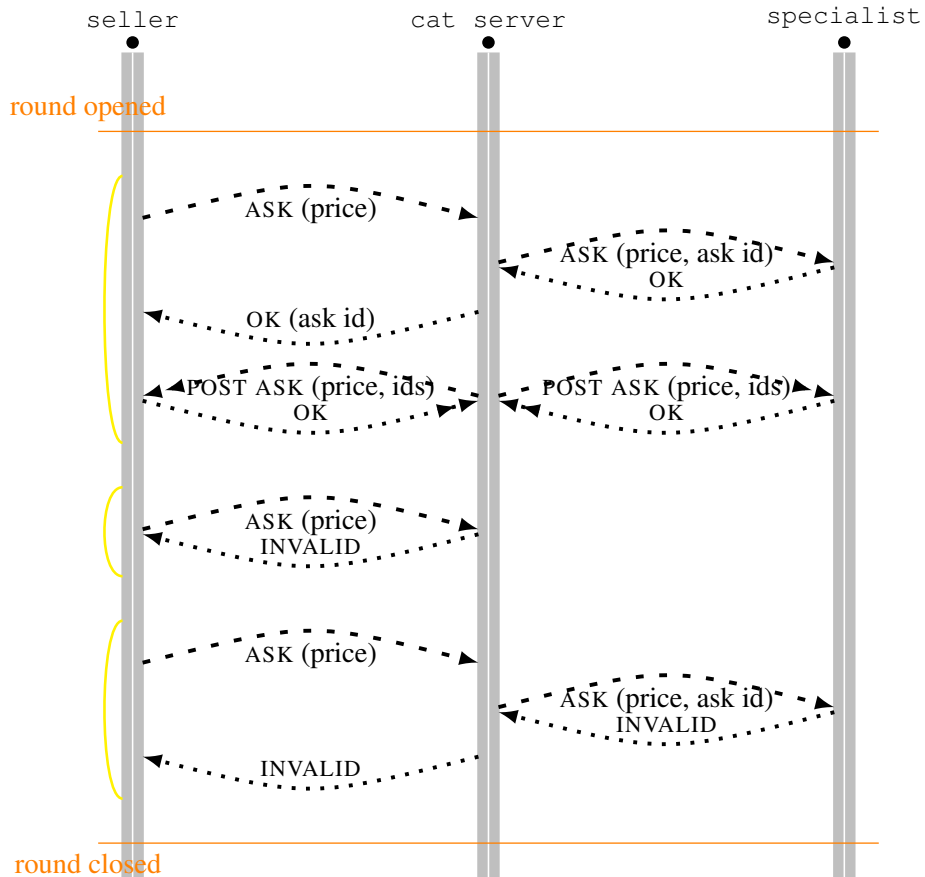 seller
cat server
specialist
round opened
ASK (price)
ASK (price, ask id)
OK
OK (ask id)
POST ASK (price, ids)
OK
POST ASK (price, ids)
OK
ASK (price)
INVALID
ASK (price)
ASK (price, ask id)
INVALID
INVALID
round closed